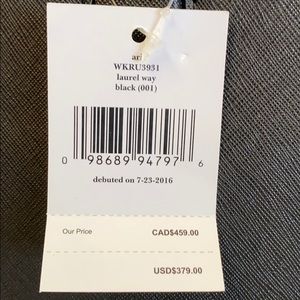 WKRU3931
laurel way
black (001)
0 98689 94797 6
debuted on 7-23-2016
Our Price CAD$459.00
USD$379.00